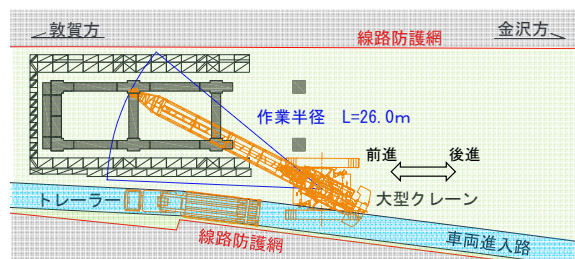 敦賀方
金沢方
線路防護網
作業半径 L=26.0m
前進
後進
トレーラー
大型クレーン
線路防護網
車両進入路